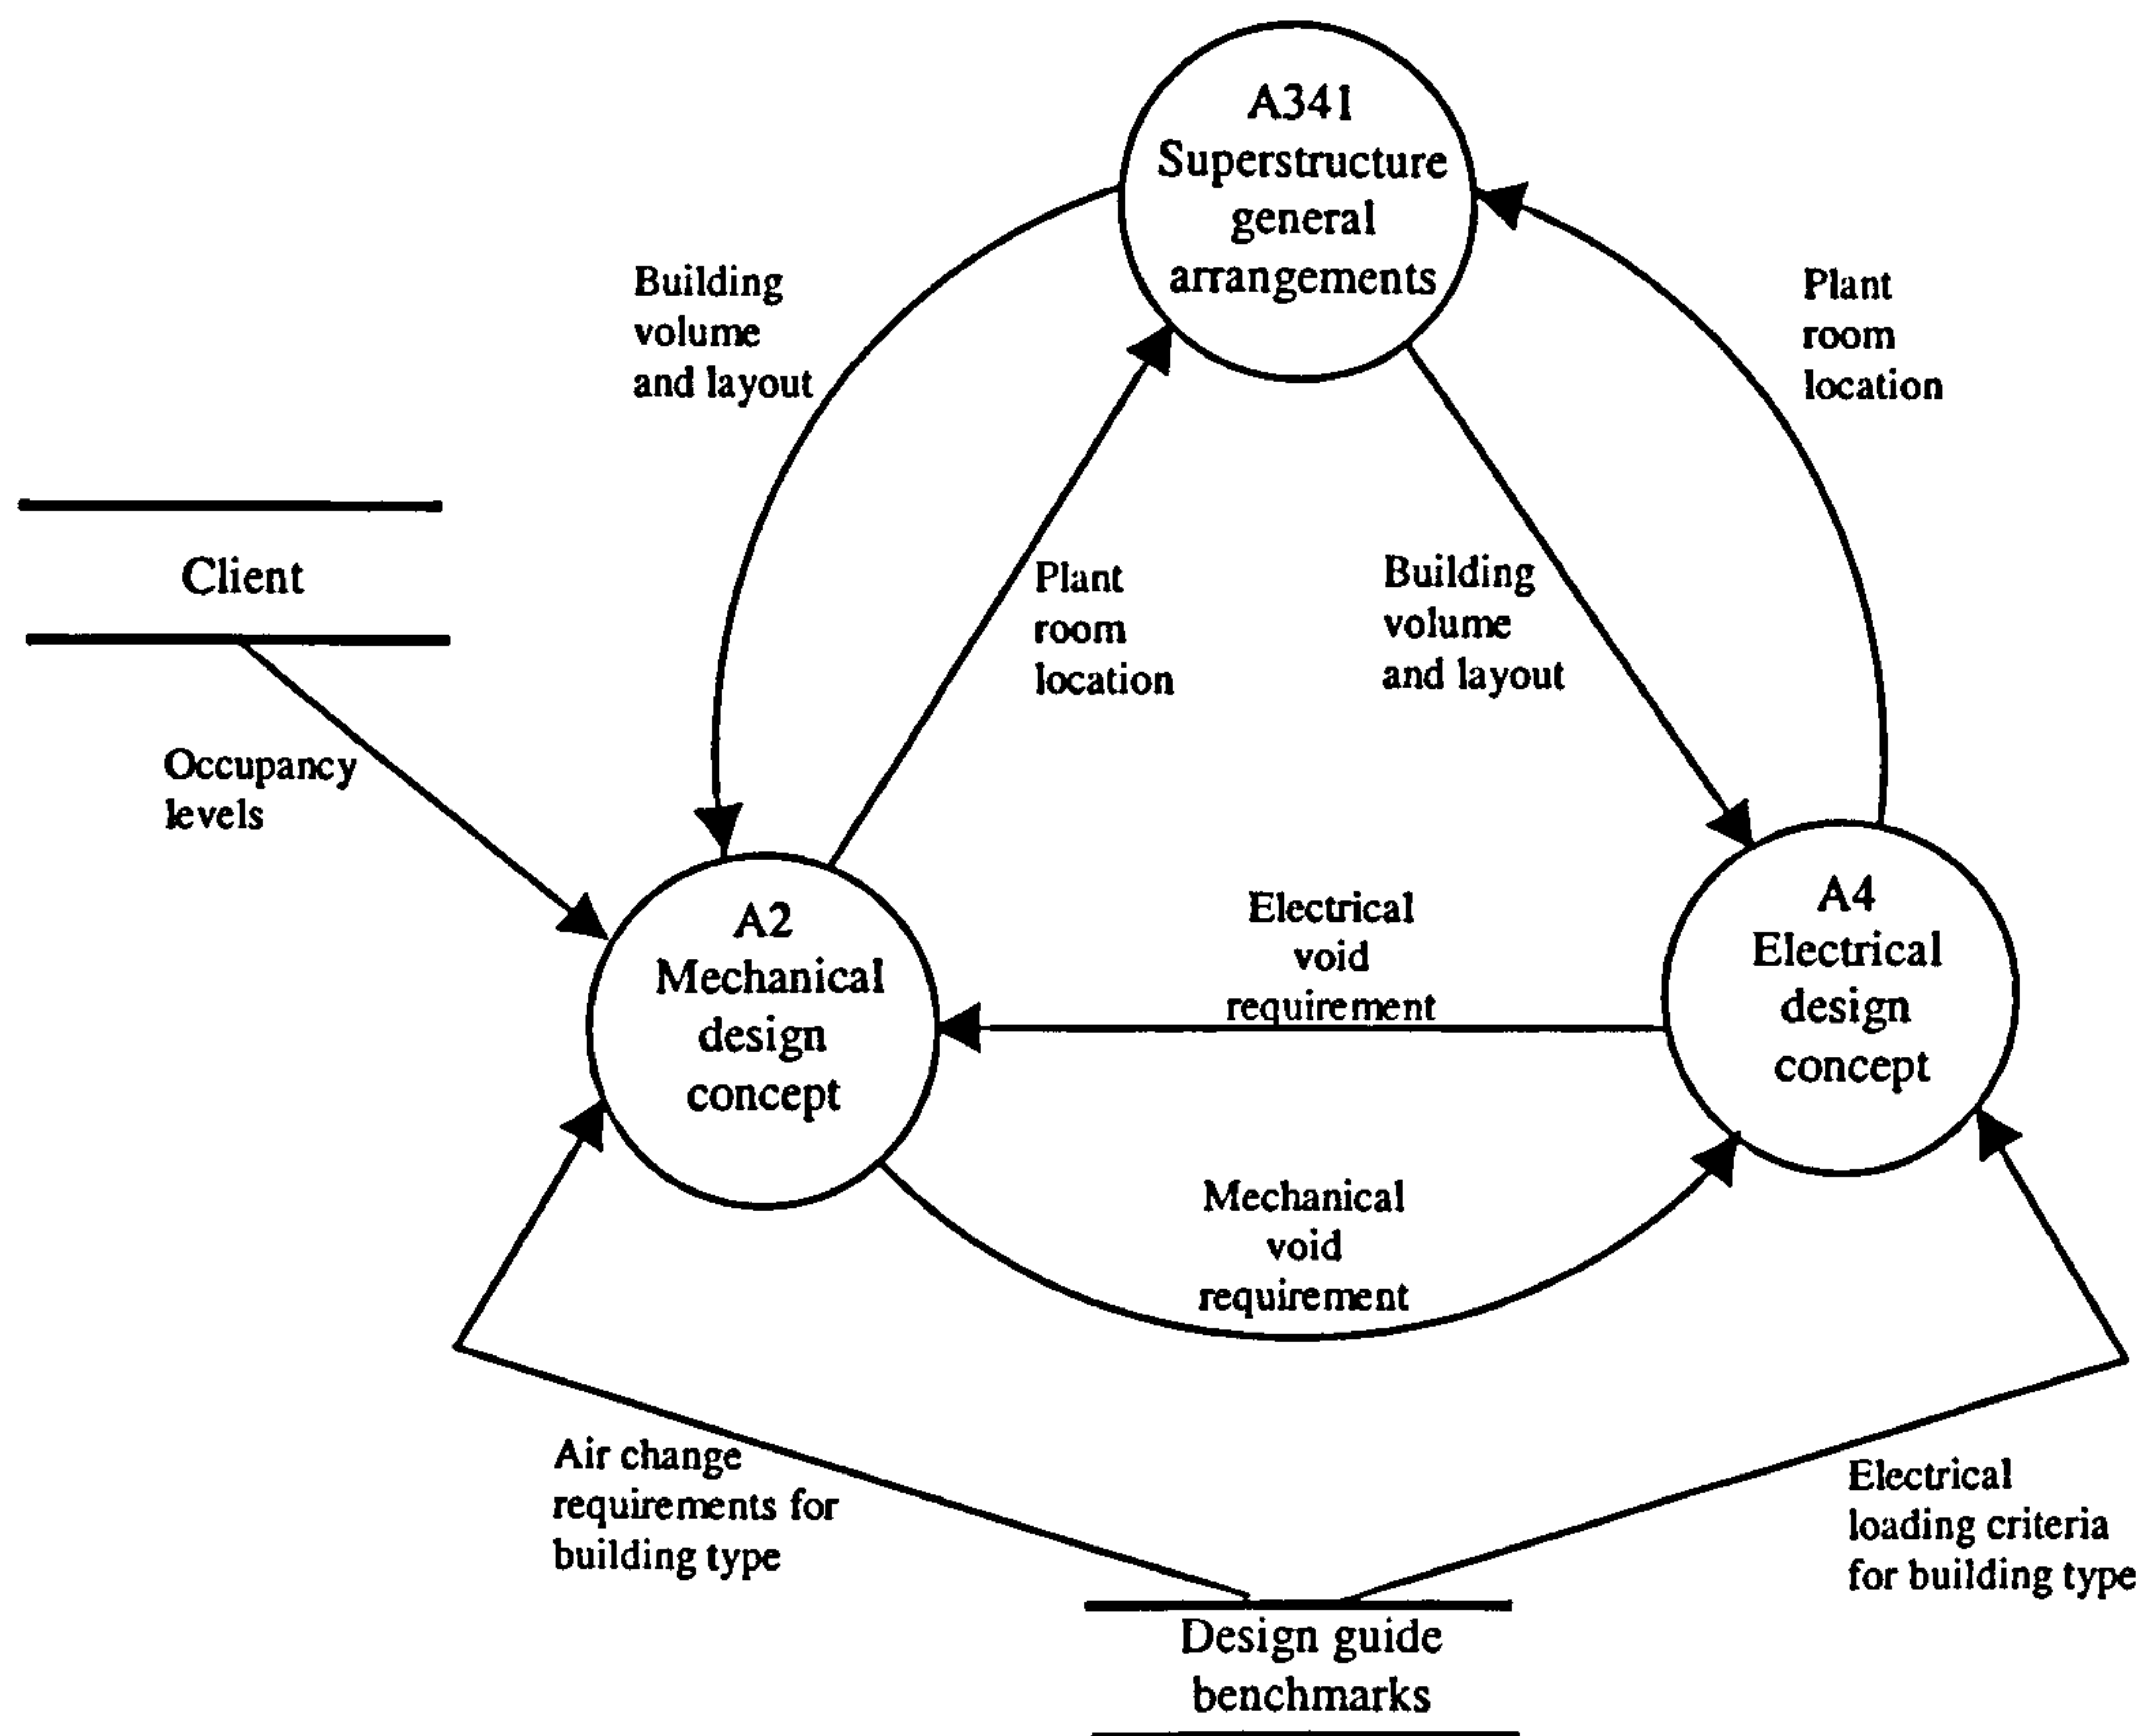 A341
Superstructure
general
arrangements
Building
volume
and layout
Plant
room
location
Client
Plant
room
location
Building
volume
and layout
Occupancy
levels
A2
Mechanical
design
concept
Electrical
void
requirement
A4
Electrical
design
concept
Mechanical
void
requirement
Air change
requirements for
building type
Electrical
loading criteria
for building type
Design guide
benchmarks